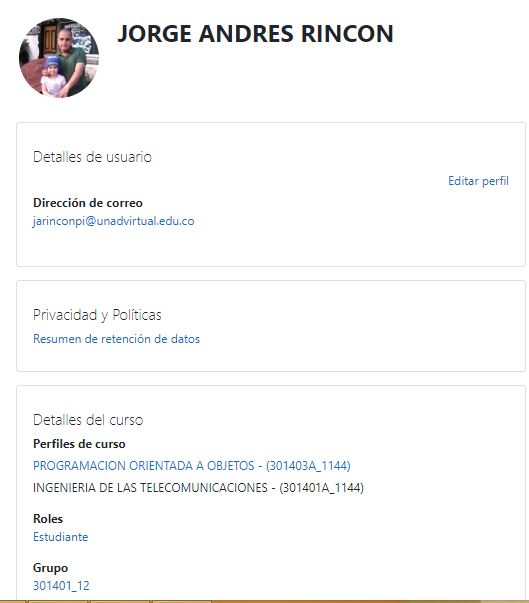 JORGE ANDRES RINCON
Detalles de usuario
Editar perfil
Dirección de correo
jarinconpi@unadvirtual.edu.co
Privacidad y Políticas
Resumen de retención de datos
Detalles del curso
Perfiles de curso
PROGRAMACION ORIENTADA A OBJETOS - (301403A_1144)
INGENIERIA DE LAS TELECOMUNICACIONES - (301401A_1144)
Roles
Estudiante
Grupo
301401_12